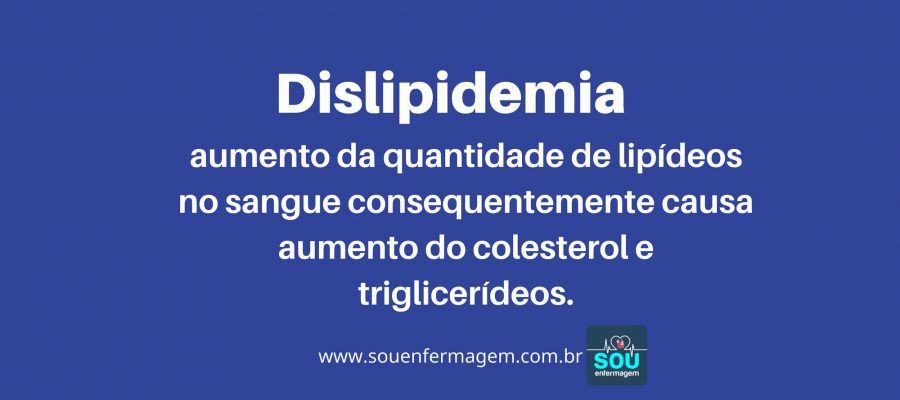 Dislipidemia
aumento da quantidade de lipídeos
no sangue consequentemente causa
aumento do colesterol e
triglicerídeos.
www.souenfermagem.com.br
SOU
enfermagem